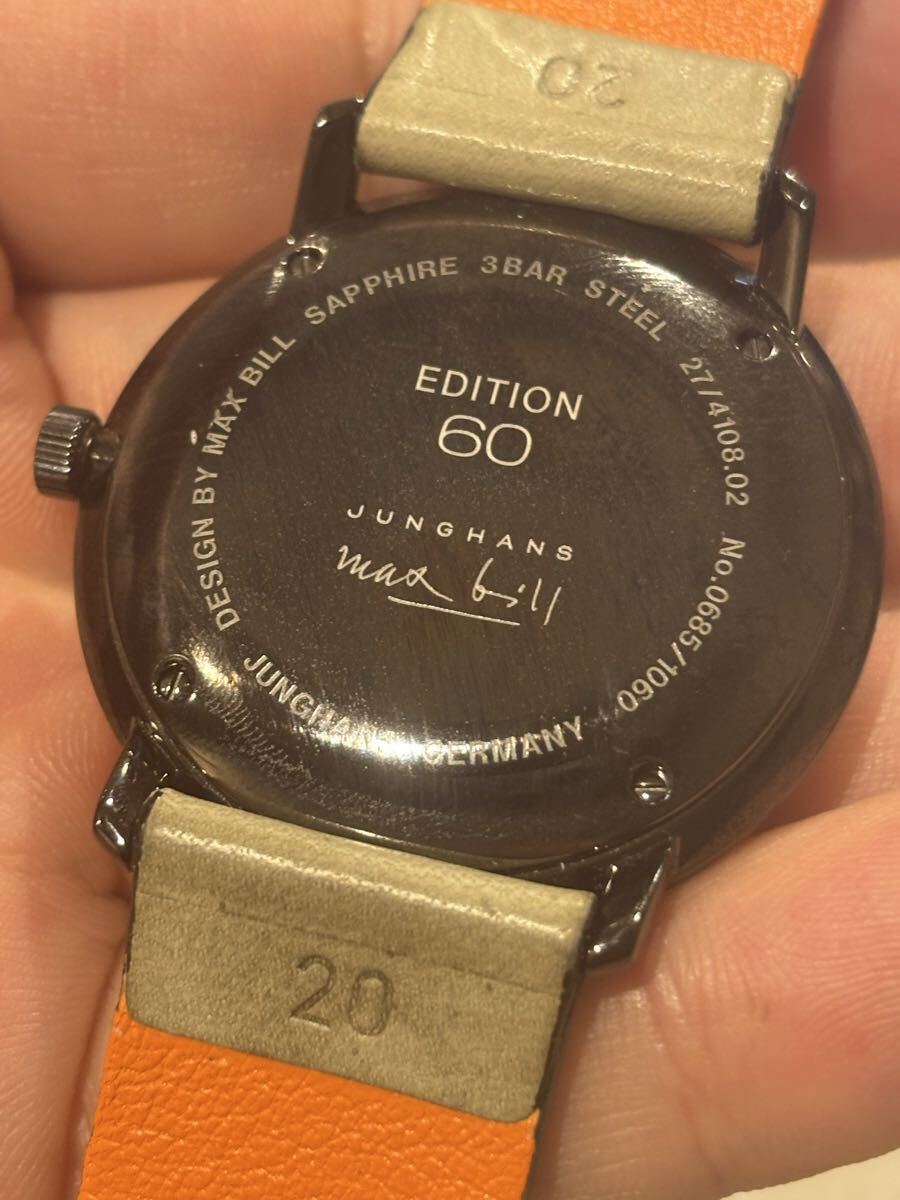 20
DESIGN BY MAX BILL SAPPHIRE 3BAR STEEL 27/4108.02 No.0685/1060
EDITION
60
JUNGHANS
max bill
JUNGHANS GERMANY
20